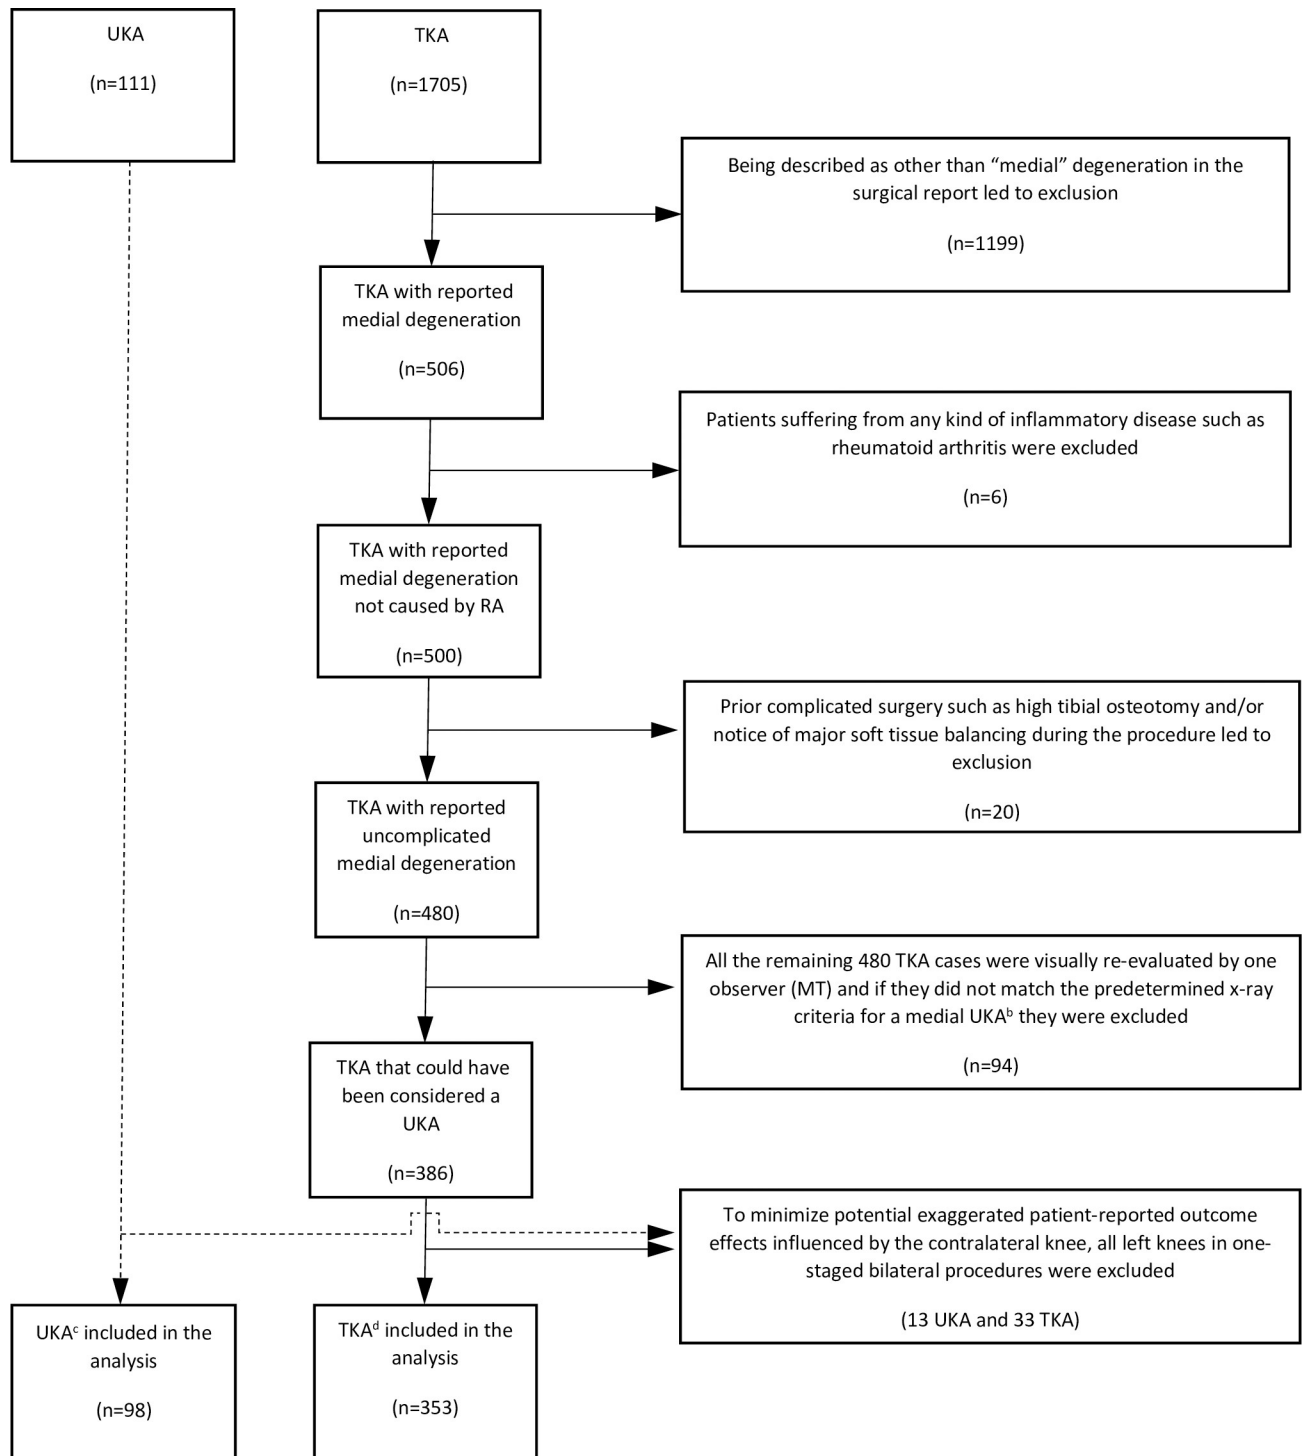 UKA
(n=111)
TKA
(n=1705)
Being described as other than “medial” degeneration in the
surgical report led to exclusion
(n=1199)
TKA with reported
medial degeneration
(n=506)
Patients suffering from any kind of inflammatory disease such as
rheumatoid arthritis were excluded
(n=6)
TKA with reported
medial degeneration
not caused by RA
(n=500)
Prior complicated surgery such as high tibial osteotomy and/or
notice of major soft tissue balancing during the procedure led to
exclusion
(n=20)
TKA with reported
uncomplicated
medial degeneration
(n=480)
All the remaining 480 TKA cases were visually re-evaluated by one
observer (MT) and if they did not match the predetermined x-ray
criteria for a medial UKAᵇ they were excluded
(n=94)
TKA that could have
been considered a
UKA
(n=386)
To minimize potential exaggerated patient-reported outcome
effects influenced by the contralateral knee, all left knees in one-
staged bilateral procedures were excluded
(13 UKA and 33 TKA)
UKAᶜ included in the
analysis
(n=98)
TKAᵈ included in the
analysis
(n=353)